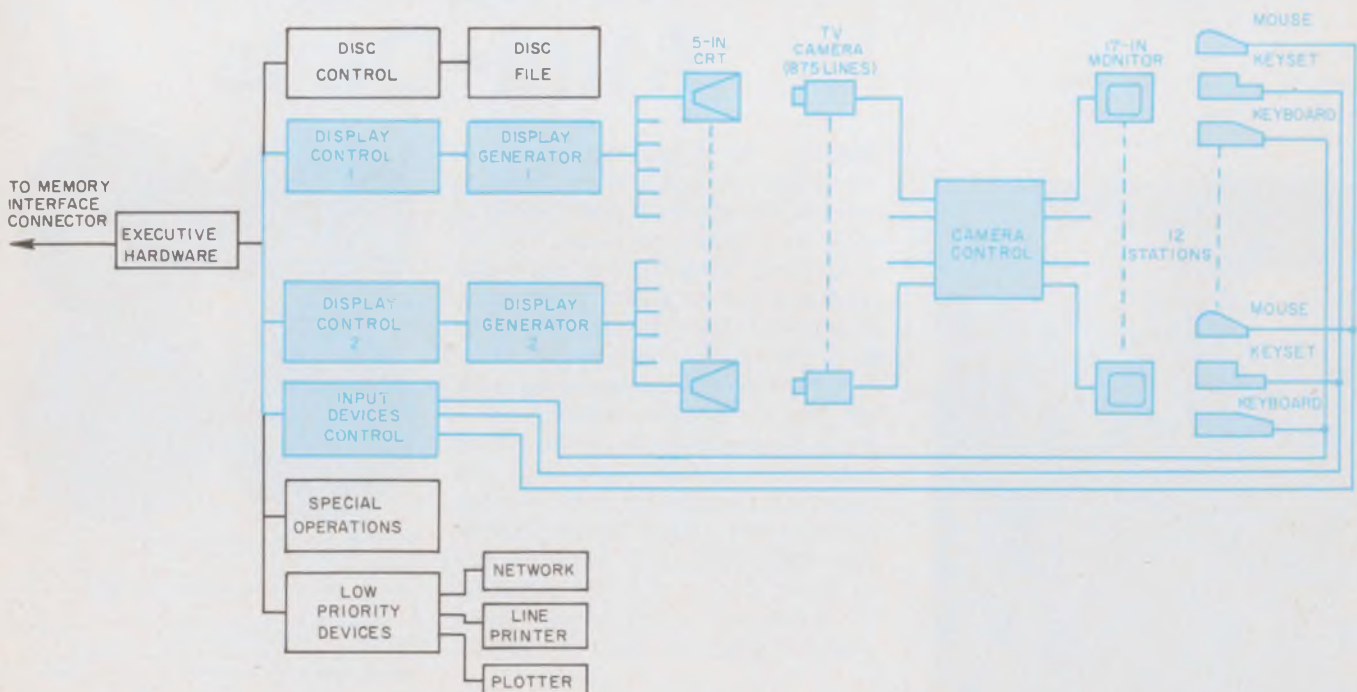 TO MEMORY
INTERFACE
CONNECTOR
EXECUTIVE
HARDWARE
DISC
CONTROL
DISC
FILE
DISPLAY
CONTROL
1
DISPLAY
GENERATOR
1
5-IN
CRT
TV
CAMERA
(875 LINES)
17-IN
MONITOR
MOUSE
KEYSET
KEYBOARD
CAMERA
CONTROL
12
STATIONS
DISPLAY
CONTROL
2
DISPLAY
GENERATOR
2
MOUSE
KEYSET
KEYBOARD
INPUT
DEVICES
CONTROL
SPECIAL
OPERATIONS
LOW
PRIORITY
DEVICES
NETWORK
LINE
PRINTER
PLOTTER